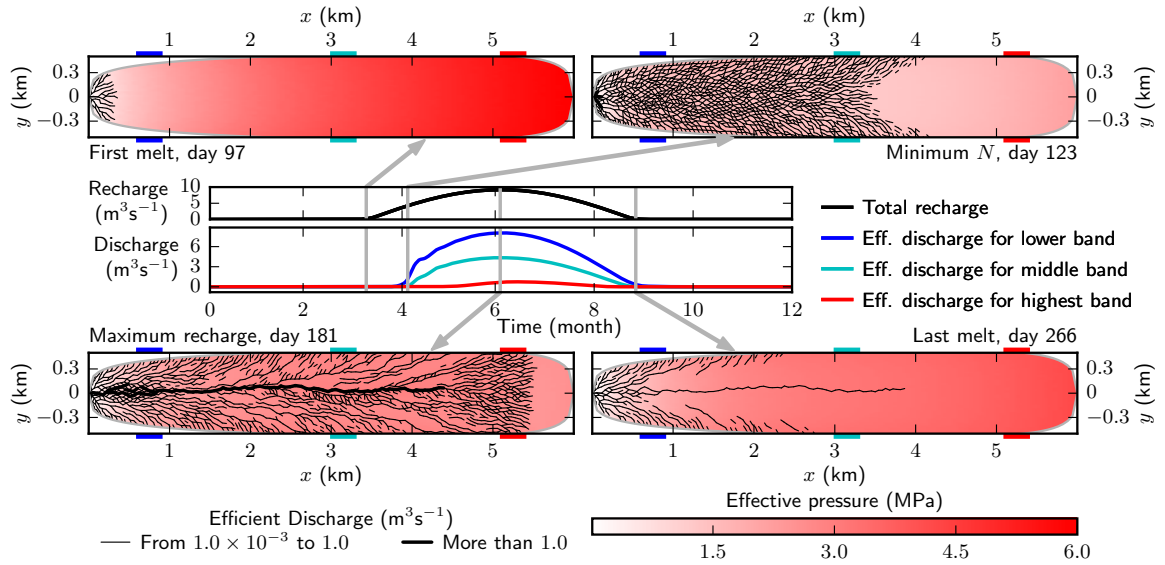 x (km)
x (km)
1 2 3 4 5
1 2 3 4 5
y (km)
0.3
0
−0.3
0.3
0
−0.3
y (km)
First melt, day 97
Minimum N, day 123
Recharge
(m³s⁻¹)
10
5
0
Discharge
(m³s⁻¹)
6
3
0
0 2 4 6 8 10 12
Time (month)
Total recharge
Eff. discharge for lower band
Eff. discharge for middle band
Eff. discharge for highest band
Maximum recharge, day 181
Last melt, day 266
y (km)
0.3
0
−0.3
0.3
0
−0.3
y (km)
1 2 3 4 5
1 2 3 4 5
x (km)
x (km)
Efficient Discharge (m³s⁻¹)
From 1.0 × 10⁻³ to 1.0
More than 1.0
Effective pressure (MPa)
1.5 3.0 4.5 6.0